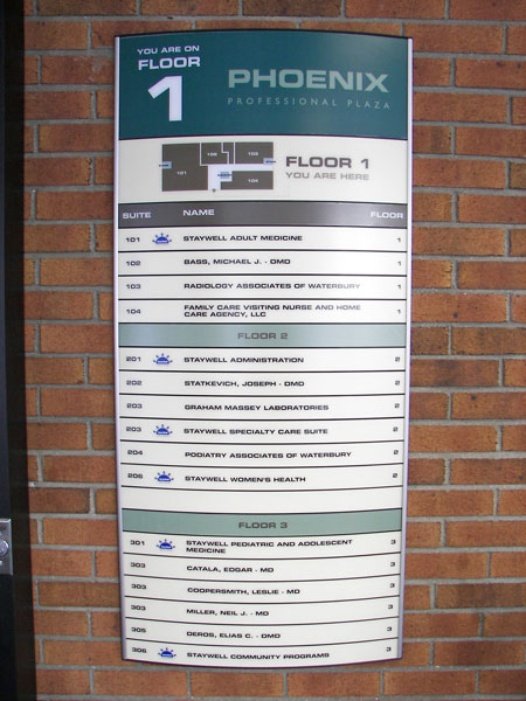 YOU ARE ON
FLOOR
1
PHOENIX
PROFESSIONAL PLAZA
102
103
101
104
FLOOR 1
YOU ARE HERE
SUITE NAME FLOOR
101 STAYWELL ADULT MEDICINE 1
102 BASS, MICHAEL J. - DMD 1
103 RADIOLOGY ASSOCIATES OF WATERBURY 1
104 FAMILY CARE VISITING NURSE AND HOME
CARE AGENCY, LLC 1
FLOOR 2
201 STAYWELL ADMINISTRATION 2
202 STATKEVICH, JOSEPH - DMD 2
203 GRAHAM MASSEY LABORATORIES 2
203 STAYWELL SPECIALTY CARE SUITE 2
204 PODIATRY ASSOCIATES OF WATERBURY 2
206 STAYWELL WOMEN'S HEALTH 2
FLOOR 3
301 STAYWELL PEDIATRIC AND ADOLESCENT
MEDICINE 3
303 CATALA, EDGAR - MD 3
303 COOPERSMITH, LESLIE - MD 3
303 MILLER, NEIL J. - MD 3
305 DEROS, ELIAS C. - DMD 3
306 STAYWELL COMMUNITY PROGRAMS 3